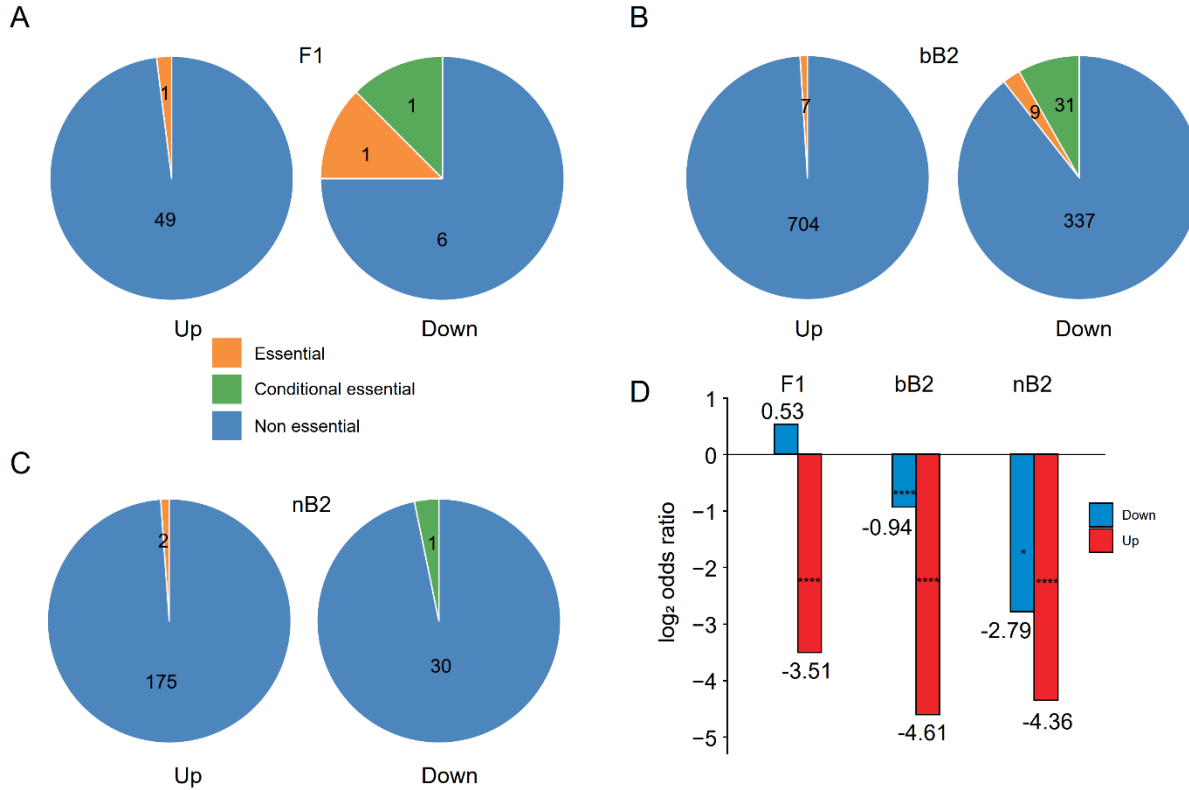 A
F1
1
49
Up
1
1
6
Down
B
bB2
7
704
Up
9
31
337
Down
Essential
Conditional essential
Non essential
C
nB2
2
175
Up
1
30
Down
D
F1
bB2
nB2
log₂ odds ratio
1
0
−1
−2
−3
−4
−5
0.53
****
-3.51
****
-0.94
****
-4.61
*
-2.79
****
-4.36
Down
Up